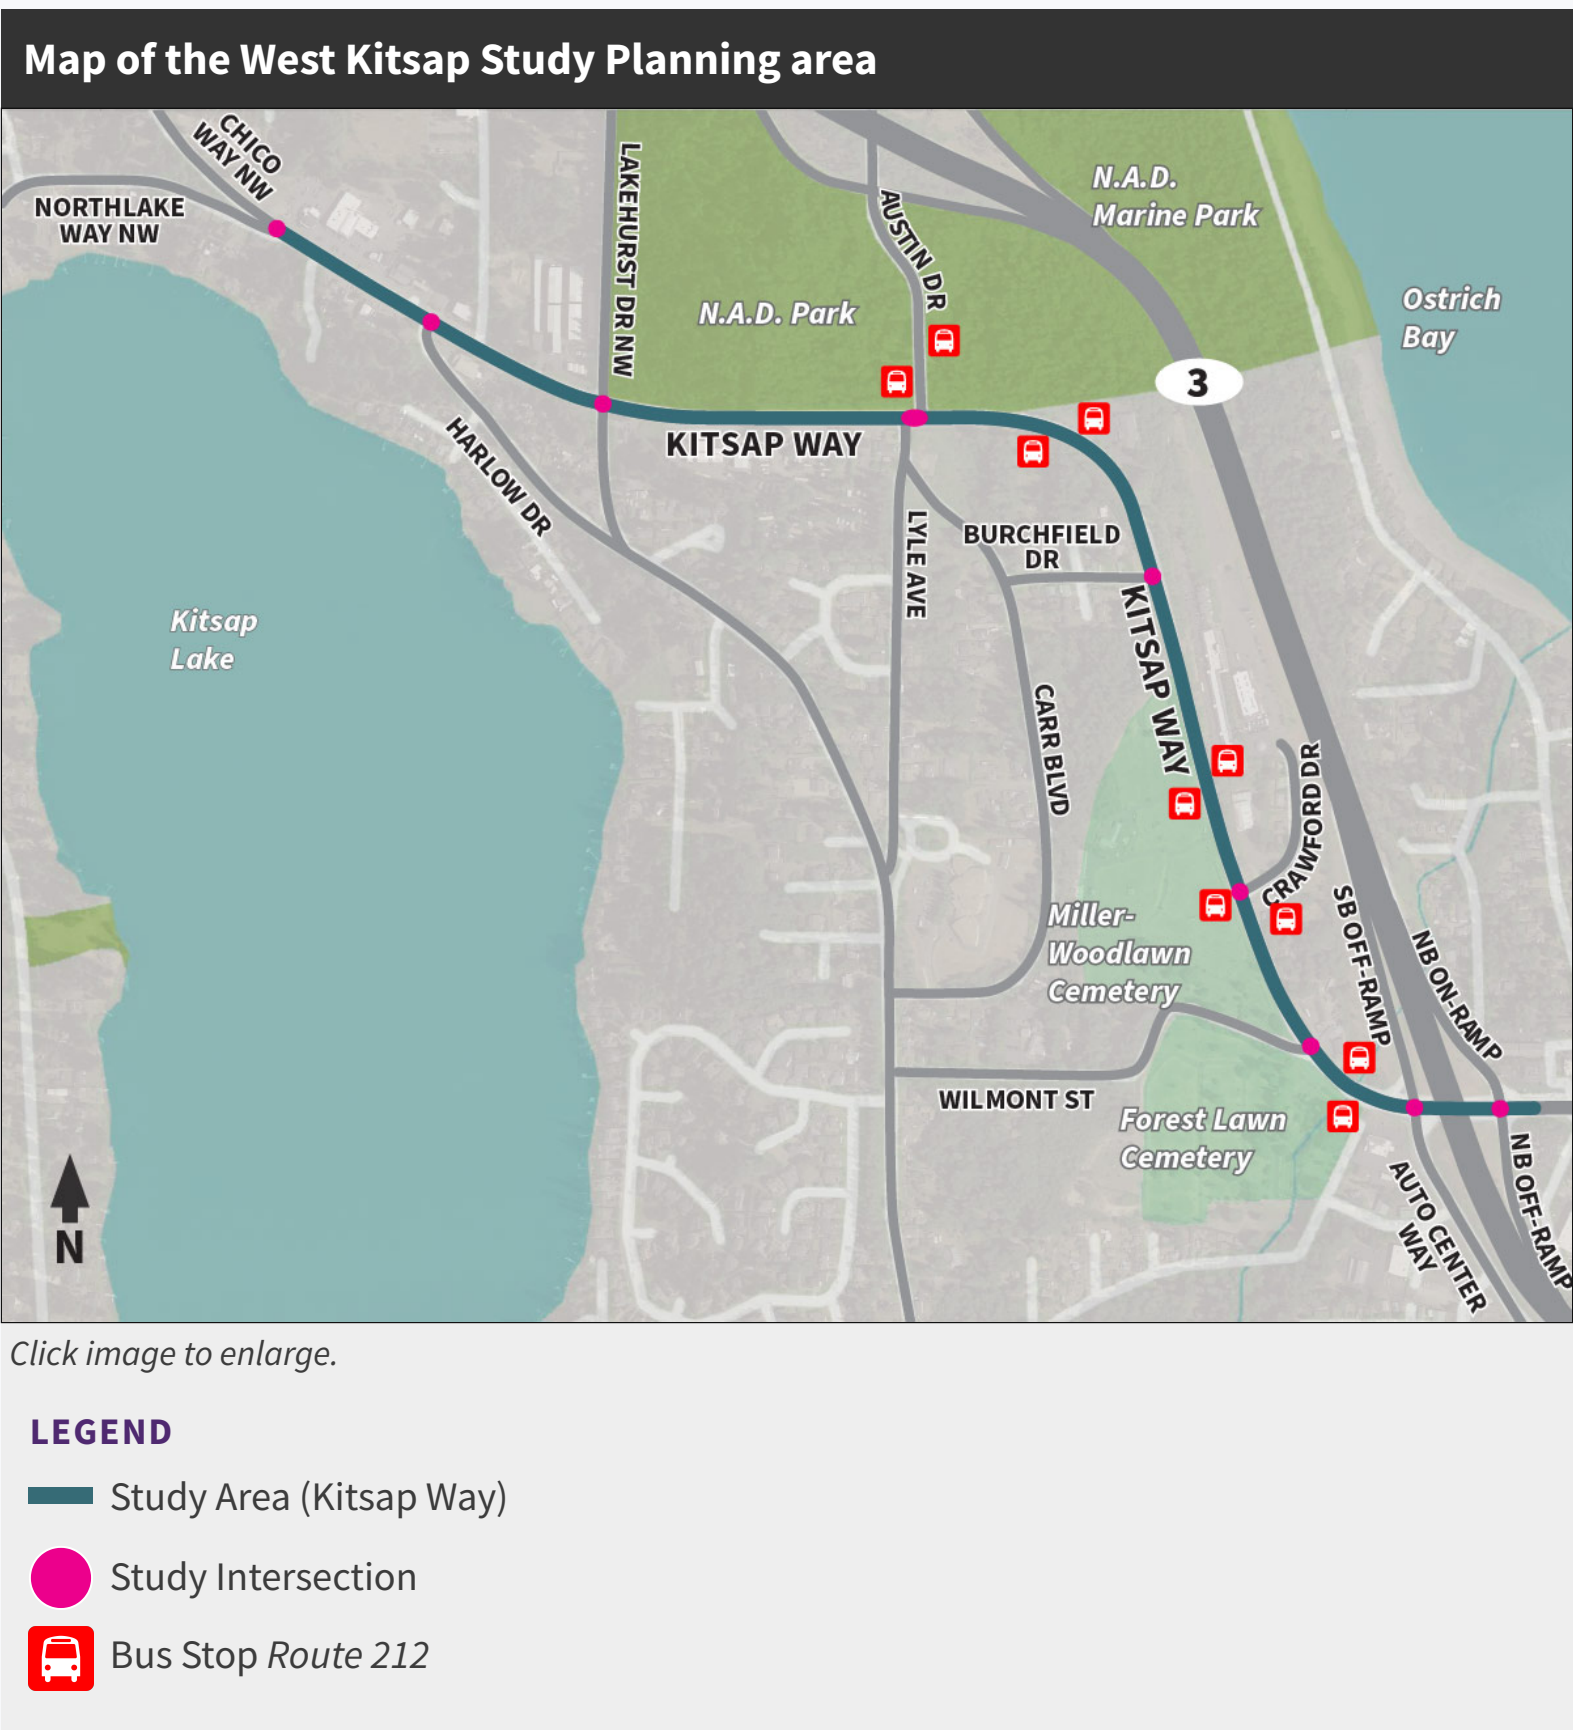 Map of the West Kitsap Study Planning area
CHICO
WAY NW
NORTHLAKE
WAY NW
LAKEHURST DR NW
AUSTIN DR
N.A.D.
Marine Park
N.A.D. Park
Ostrich
Bay
3
KITSAP WAY
HARLOW DR
LYLE AVE
BURCHFIELD
DR
KITSAP WAY
Kitsap
Lake
CARR BLVD
CRAWFORD DR
Miller-
Woodlawn
Cemetery
SB OFF-RAMP
NB ON-RAMP
WILMONT ST
Forest Lawn
Cemetery
AUTO CENTER
WAY
NB OFF-RAMP
N
Click image to enlarge.
LEGEND
Study Area (Kitsap Way)
Study Intersection
Bus Stop Route 212